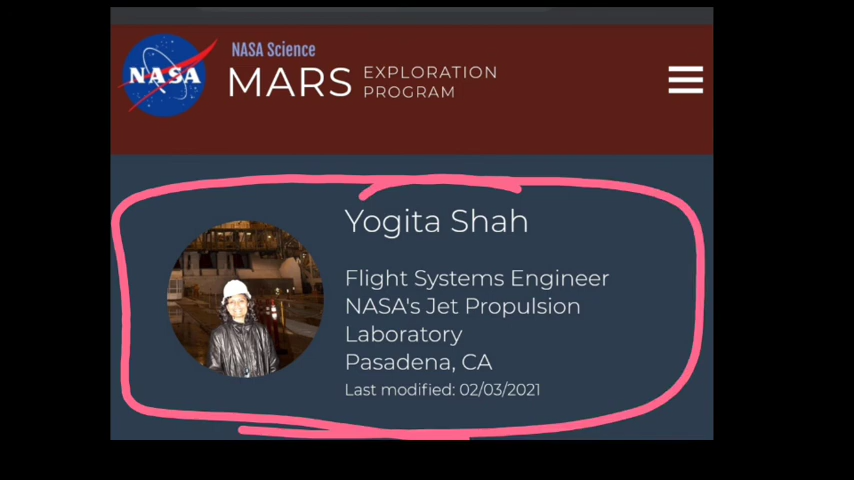 NASA
NASA Science
MARS EXPLORATION
PROGRAM
Yogita Shah
Flight Systems Engineer
NASA's Jet Propulsion
Laboratory
Pasadena, CA
Last modified: 02/03/2021